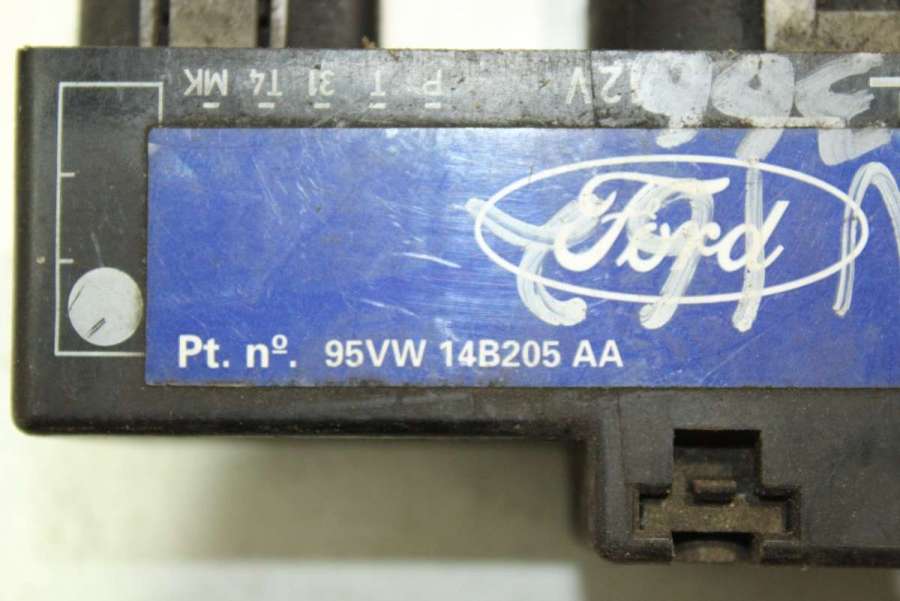 MK T4 31 T P 12V
Ford
Pt. nº. 95VW 14B205 AA